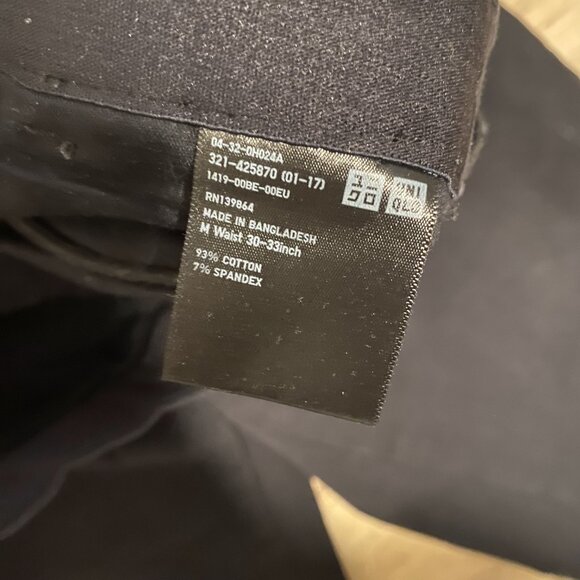 04-32-0H024A
321-425870 (01-17)
1419-00BE-00EU
ユニ
クロ
UNI
QLO
RN139864
MADE IN BANGLADESH
M Waist 30-33inch
93% COTTON
7% SPANDEX